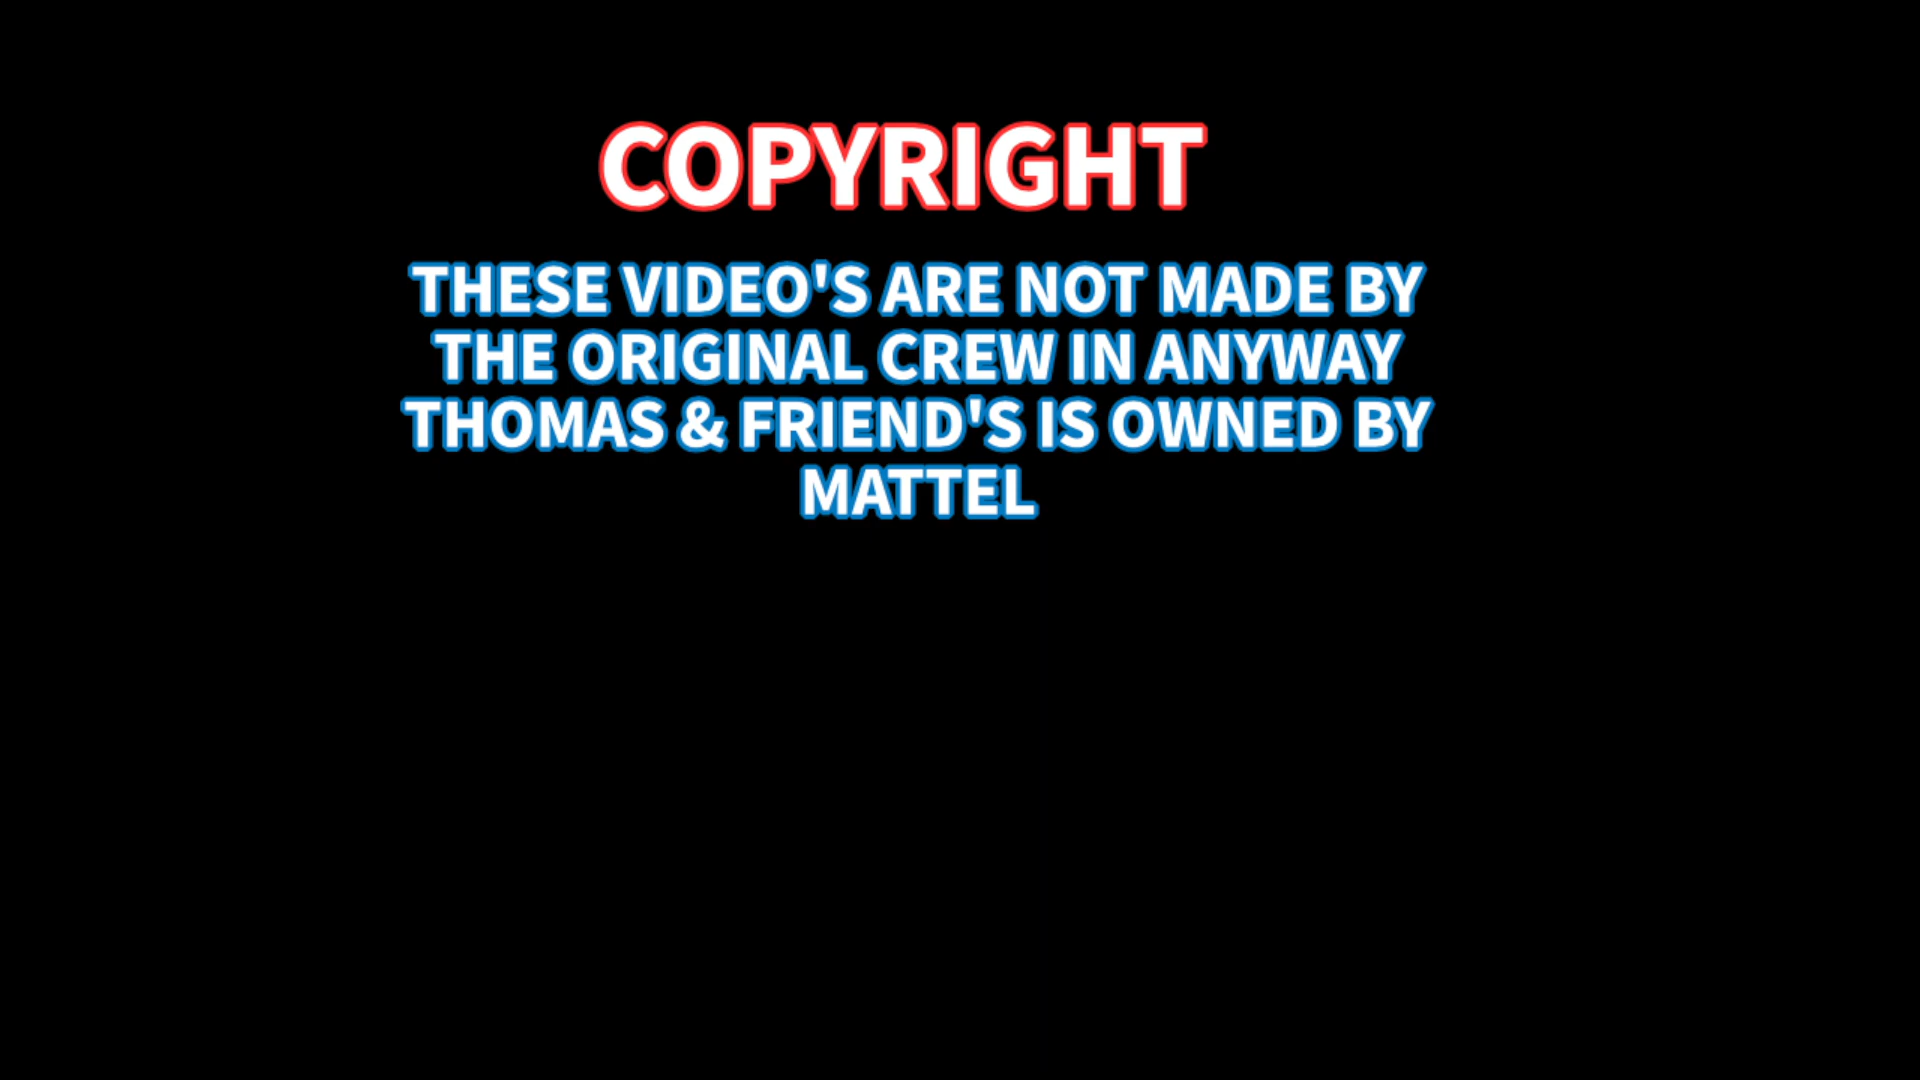 COPYRIGHT
THESE VIDEO'S ARE NOT MADE BY
THE ORIGINAL CREW IN ANYWAY
THOMAS & FRIEND'S IS OWNED BY
MATTEL